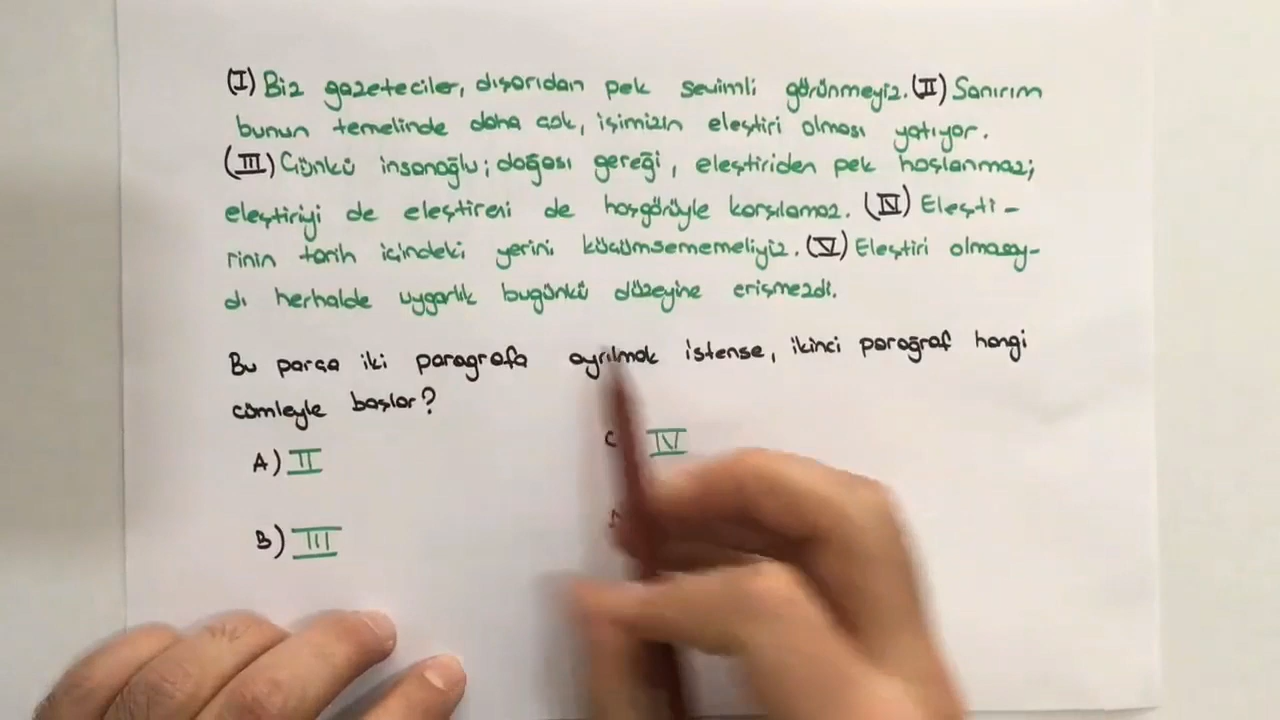 (I) Biz gazeteciler, dışarıdan pek sevimli görünmeyiz. (II) Sanırım
bunun temelinde daha çok, işimizin eleştiri olması yatıyor.
(III) Çünkü insanoğlu; doğası gereği, eleştiriden pek hoşlanmaz;
eleştiriyi de eleştireni de hoşgörüyle karşılamaz. (IV) Eleşti-
rinin tarih içindeki yerini küçümsememeliyiz. (V) Eleştiri olmasay-
dı herhalde uygarlık bugünkü düzeyine erişmezdi.
Bu parça iki paragrafa ayrılmak istense, ikinci parağraf hangi
cümleyle başlar?
A) II
C IV
B) III